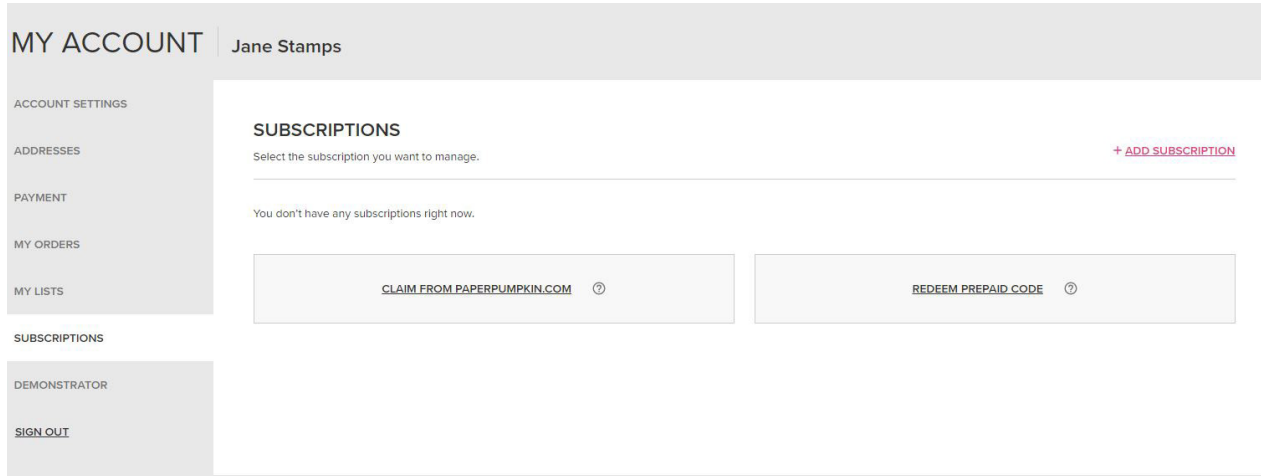 MY ACCOUNT Jane Stamps
ACCOUNT SETTINGS
ADDRESSES
PAYMENT
MY ORDERS
MY LISTS
SUBSCRIPTIONS
DEMONSTRATOR
SIGN OUT
SUBSCRIPTIONS
Select the subscription you want to manage.
+ ADD SUBSCRIPTION
You don't have any subscriptions right now.
CLAIM FROM PAPERPUMPKIN.COM ?
REDEEM PREPAID CODE ?